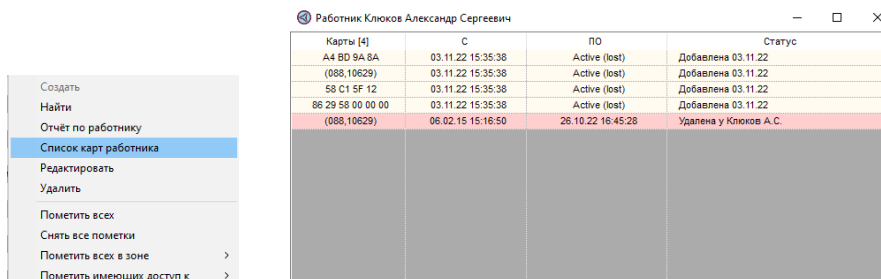 Создать
Найти
Отчёт по работнику
Список карт работника
Редактировать
Удалить
Пометить всех
Снять все пометки
Пометить всех в зоне
Пометить имеющих доступ к
Работник Клюков Александр Сергеевич
Карты [4] С ПО Статус
A4 BD 9A 8A 03.11.22 15:35:38 Active (lost) Добавлена 03.11.22
(088,10629) 03.11.22 15:35:38 Active (lost) Добавлена 03.11.22
58 C1 5F 12 03.11.22 15:35:38 Active (lost) Добавлена 03.11.22
86 29 58 00 00 00 03.11.22 15:35:38 Active (lost) Добавлена 03.11.22
(088,10629) 06.02.15 15:16:50 26.10.22 16:45:28 Удалена у Клюков А.С.